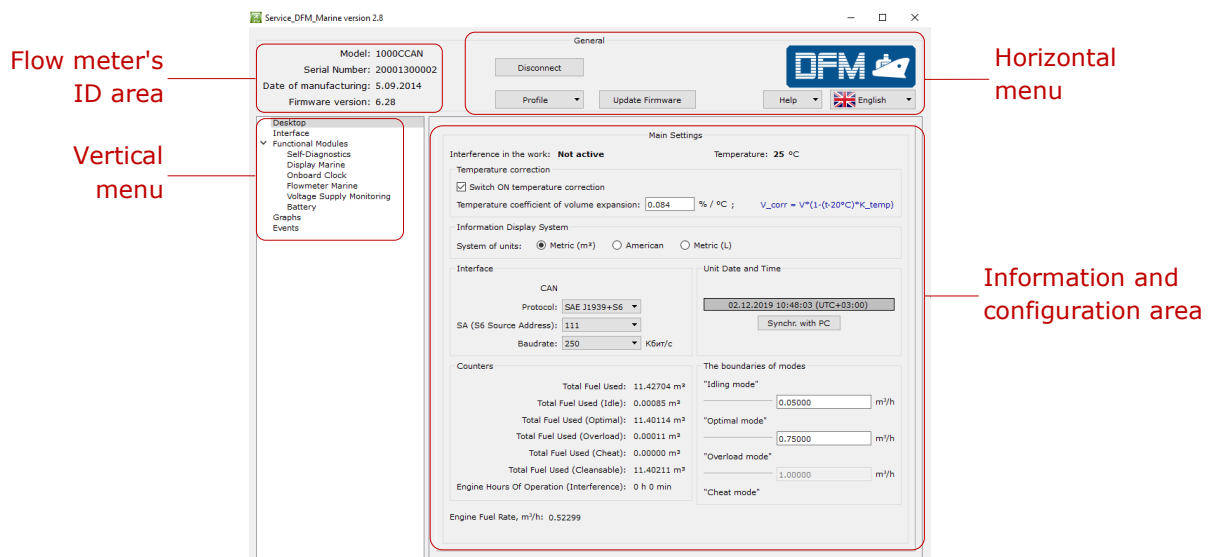 Service_DFM_Marine version 2.8
Flow meter's
ID area
Model: 1000CCAN
Serial Number: 20001300002
Date of manufacturing: 5.09.2014
Firmware version: 6.28
General
Disconnect
Profile
Update Firmware
DFM
Help
English
Horizontal
menu
Vertical
menu
Desktop
Interface
Functional Modules
Self-Diagnostics
Display Marine
Onboard Clock
Flowmeter Marine
Voltage Supply Monitoring
Battery
Graphs
Events
Main Settings
Interference in the work: Not active
Temperature: 25 ºC
Temperature correction
Switch ON temperature correction
Temperature coefficient of volume expansion: 0.084 % / ºC ; V_corr = V*(1-(t-20ºC)*K_temp)
Information Display System
System of units: Metric (m³) American Metric (L)
Interface
CAN
Protocol: SAE J1939+S6
SA (S6 Source Address): 111
Baudrate: 250 Кбит/с
Unit Date and Time
02.12.2019 10:48:03 (UTC+03:00)
Synchr. with PC
Information and
configuration area
Counters
Total Fuel Used: 11.42704 m³
Total Fuel Used (Idle): 0.00085 m³
Total Fuel Used (Optimal): 11.40114 m³
Total Fuel Used (Overload): 0.00011 m³
Total Fuel Used (Cheat): 0.00000 m³
Total Fuel Used (Cleansable): 11.40211 m³
Engine Hours Of Operation (Interference): 0 h 0 min
The boundaries of modes
"Idling mode"
0.05000 m³/h
"Optimal mode"
0.75000 m³/h
"Overload mode"
1.00000 m³/h
"Cheat mode"
Engine Fuel Rate, m³/h: 0.52299